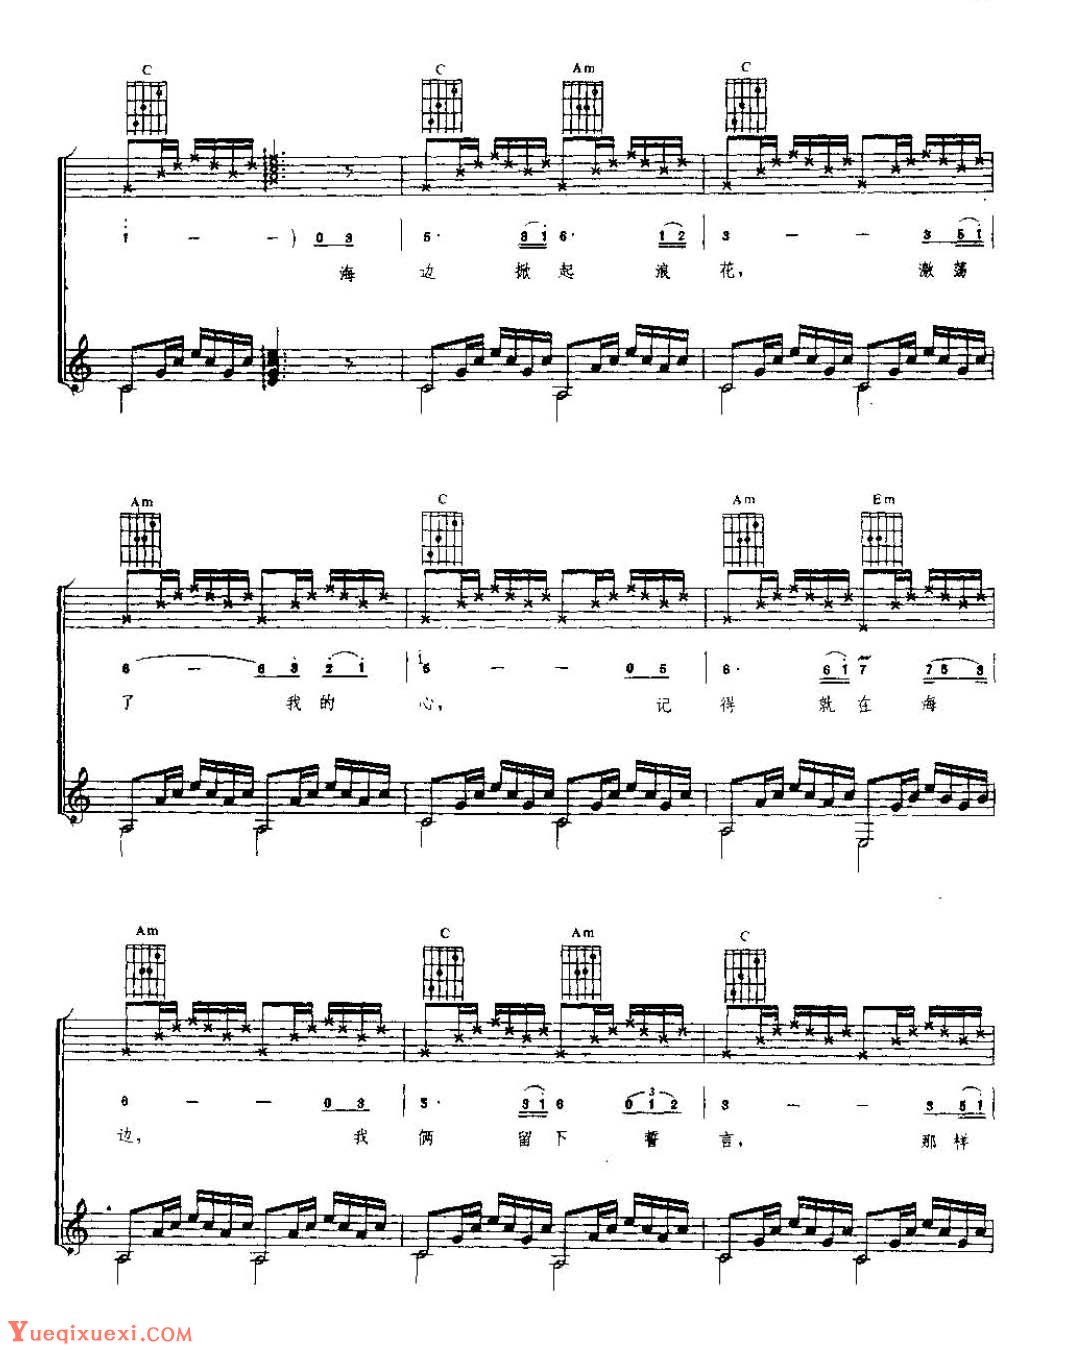 C C Am C
1 - - ) 0 3 5· 3 1 6· 1 2 3 - - 3 5 1
海 边 掀 起 浪 花, 激 荡
Am C Am Em
6 - 6 3 2 1 5 - - 0 5 6· 6 1 7 7 5 3
了 我 的 心, 记 得 就 在 海
Am C Am C
6 - - 0 3 5· 3 1 6 0 1 2 3 - - 3 5 1
3
边, 我 俩 留 下 誓 言, 那 样
Yueqixuexi.com